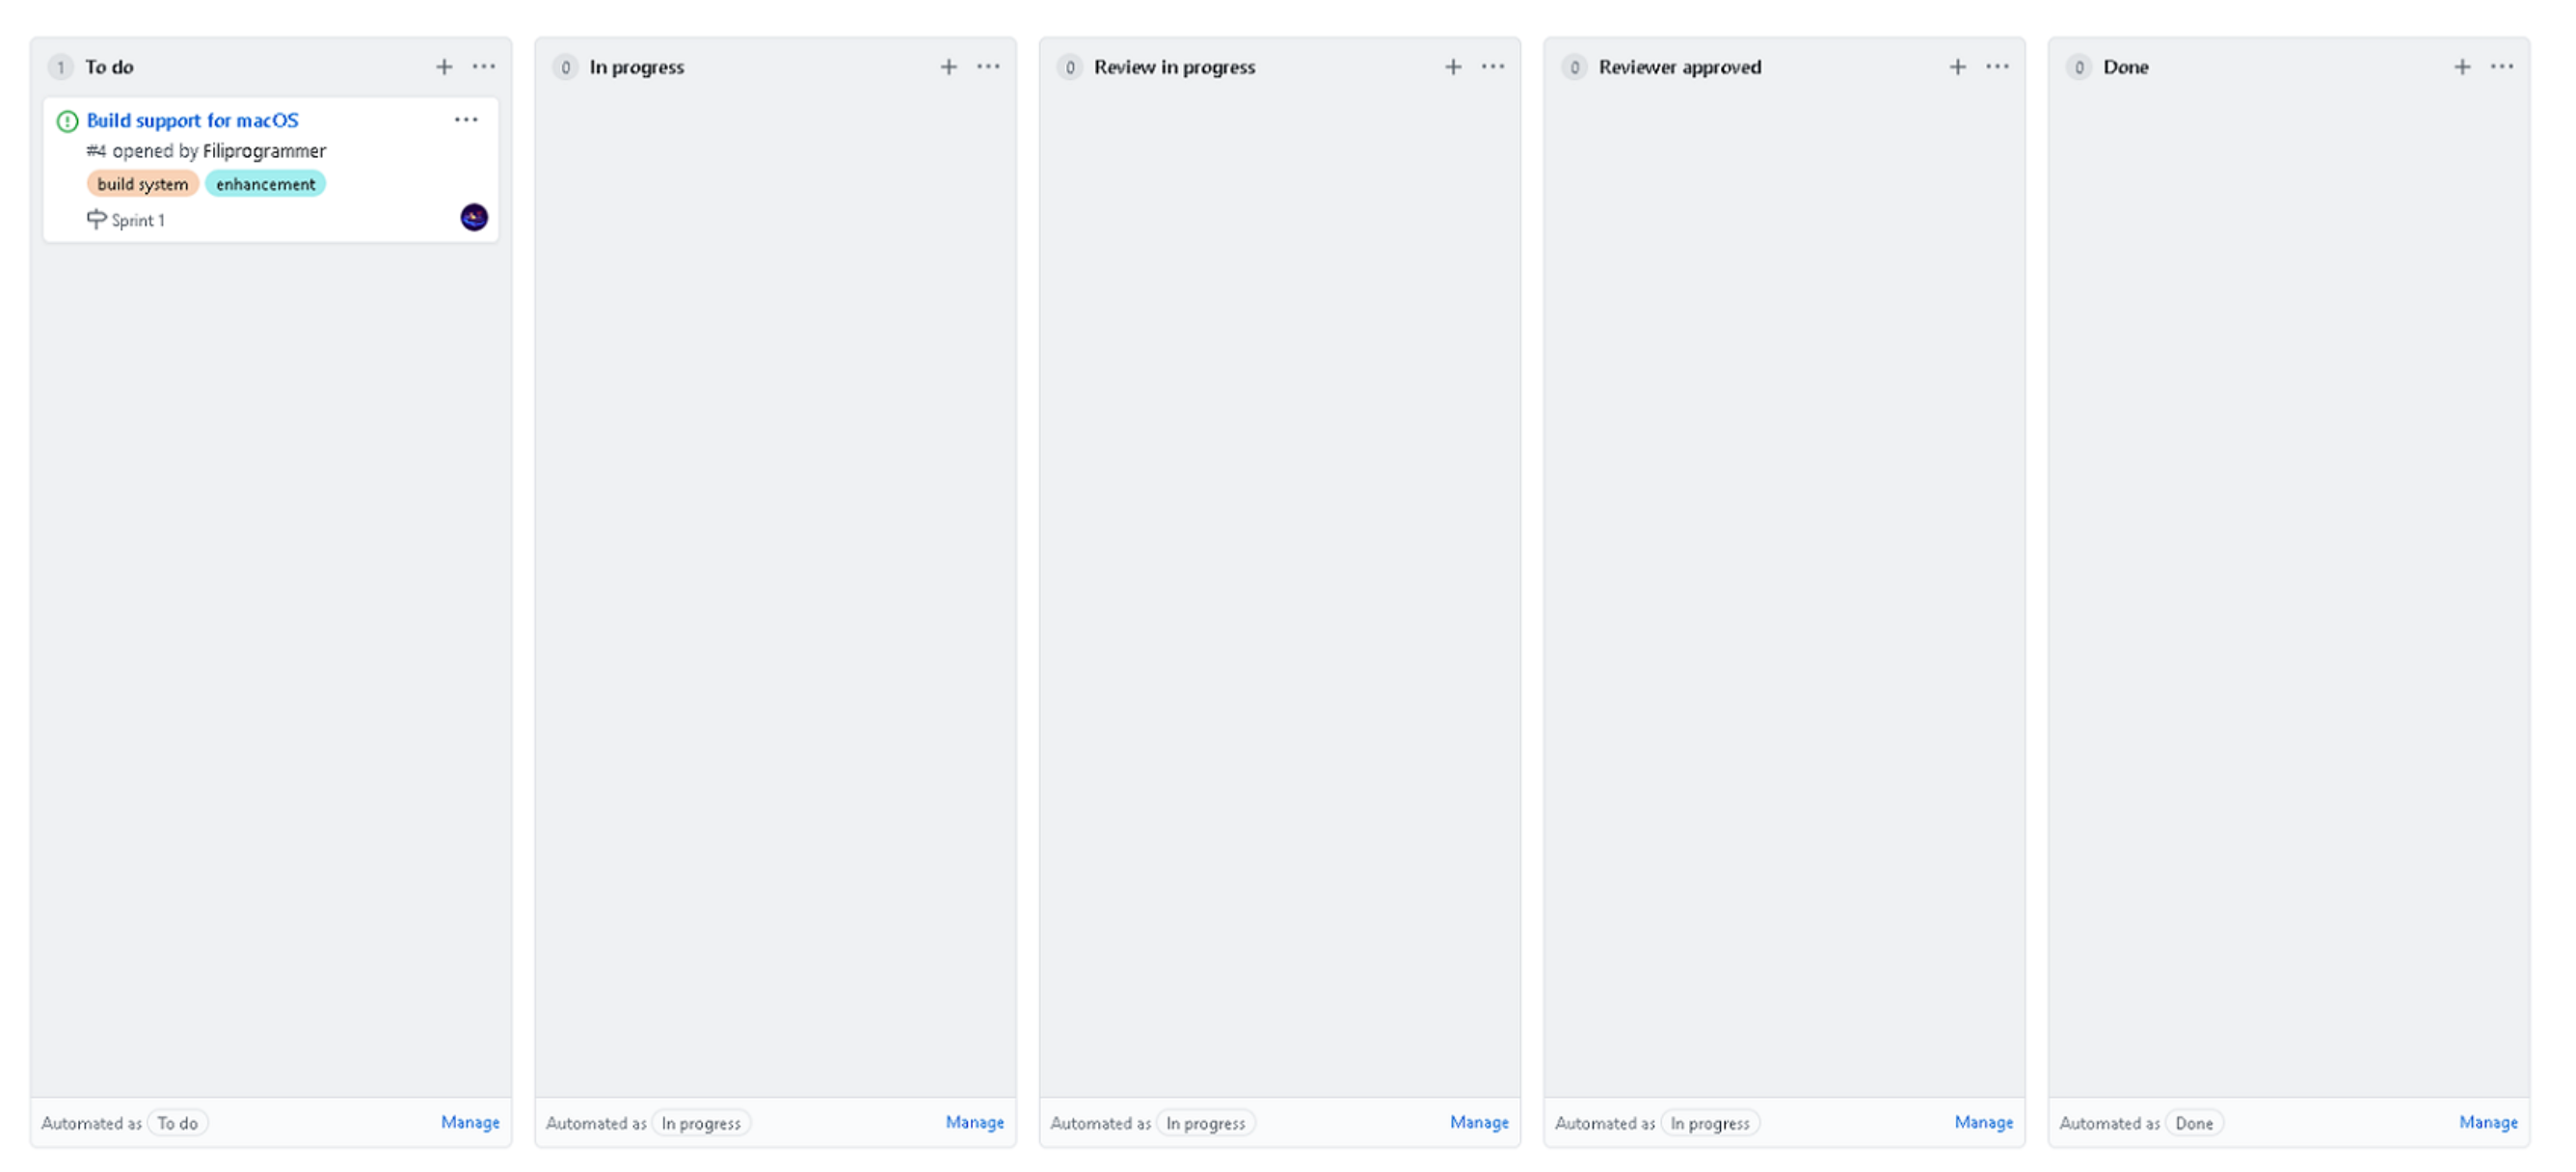 1 To do
Build support for macOS
#4 opened by Filiprogrammer
build system enhancement
Sprint 1
Automated as To do Manage
0 In progress
Automated as In progress Manage
0 Review in progress
Automated as In progress Manage
0 Reviewer approved
Automated as In progress Manage
0 Done
Automated as Done Manage